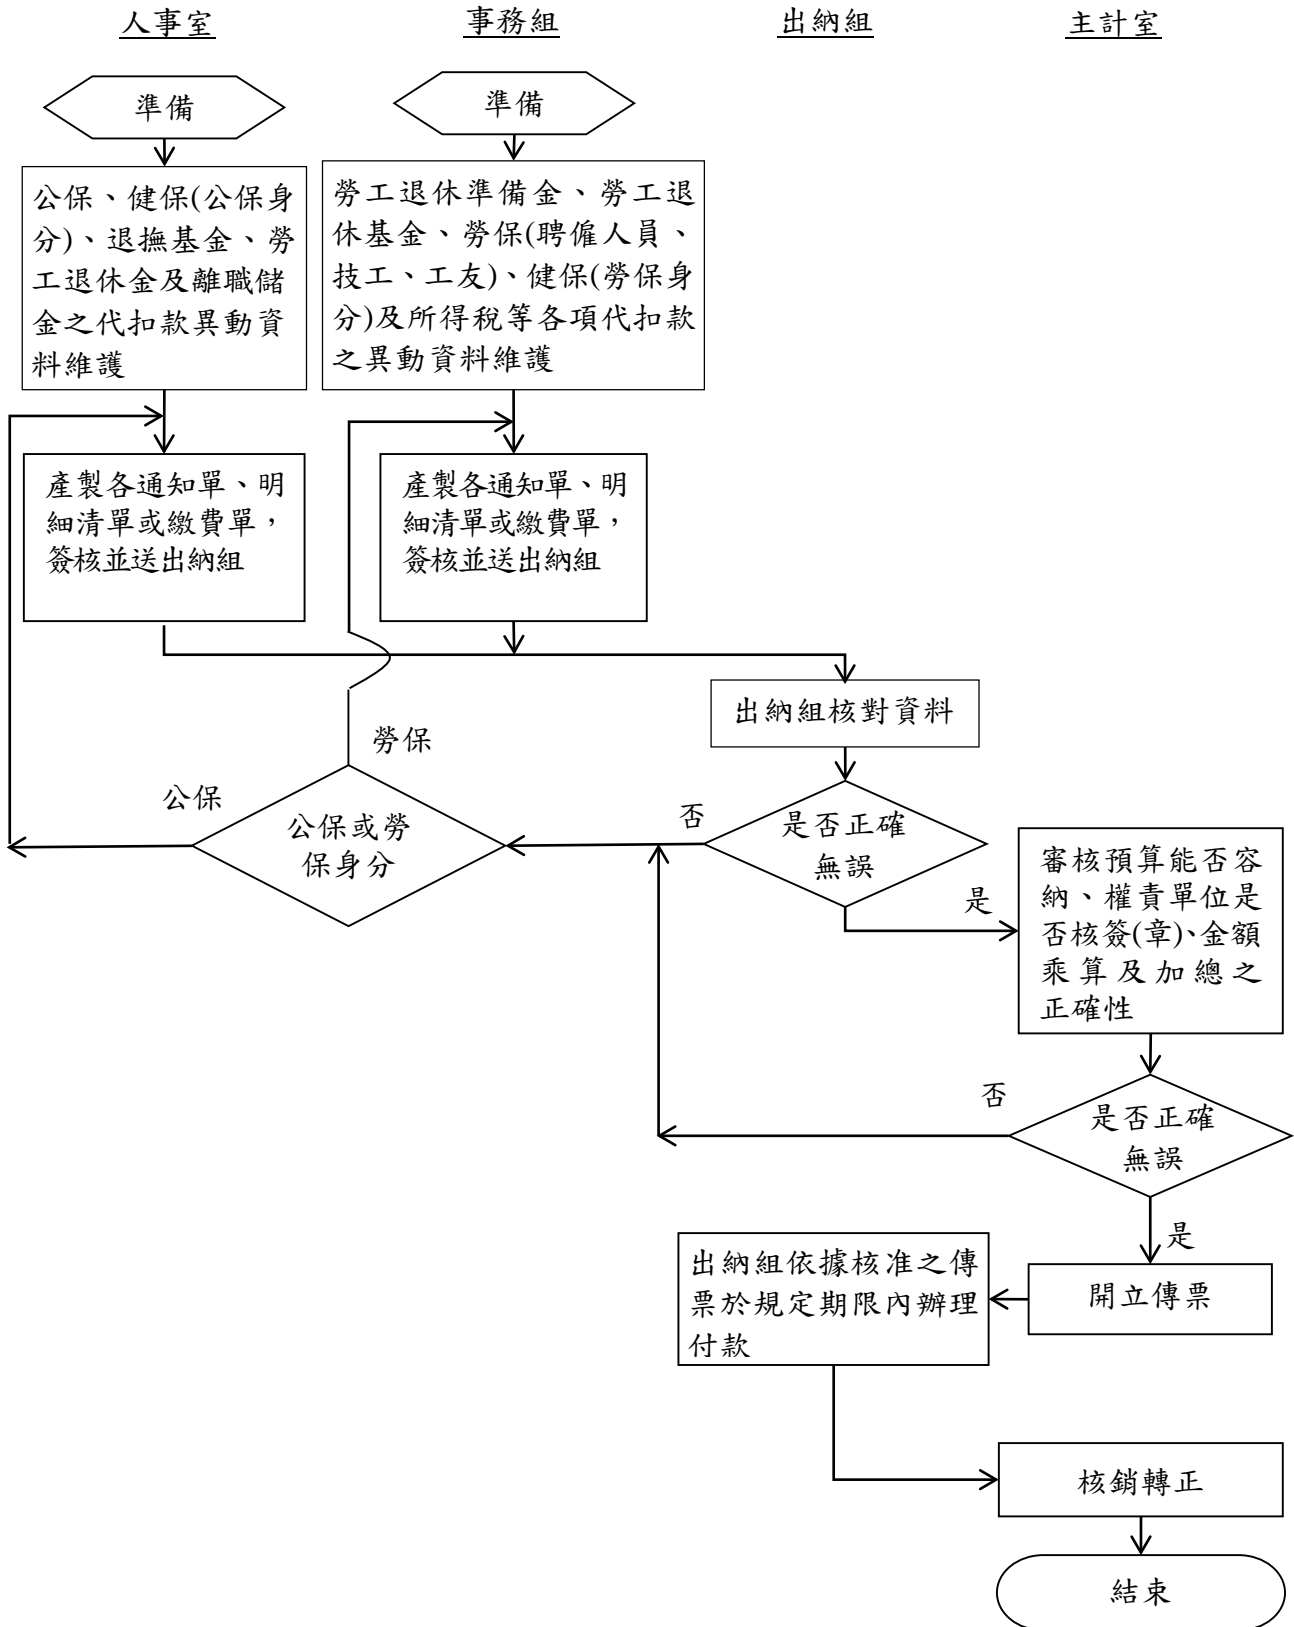 人事室
事務組
出納組
主計室
準備
準備
公保、健保(公保身
分)、退撫基金、勞
工退休金及離職儲
金之代扣款異動資
料維護
勞工退休準備金、勞工退
休基金、勞保(聘僱人員、
技工、工友)、健保(勞保身
分)及所得稅等各項代扣款
之異動資料維護
產製各通知單、明
細清單或繳費單，
簽核並送出納組
產製各通知單、明
細清單或繳費單，
簽核並送出納組
出納組核對資料
勞保
公保
公保或勞
保身分
否
是否正確
無誤
是
審核預算能否容
納、權責單位是
否核簽(章)、金額
乘算及加總之
正確性
否
是否正確
無誤
是
出納組依據核准之傳
票於規定期限內辦理
付款
開立傳票
核銷轉正
結束